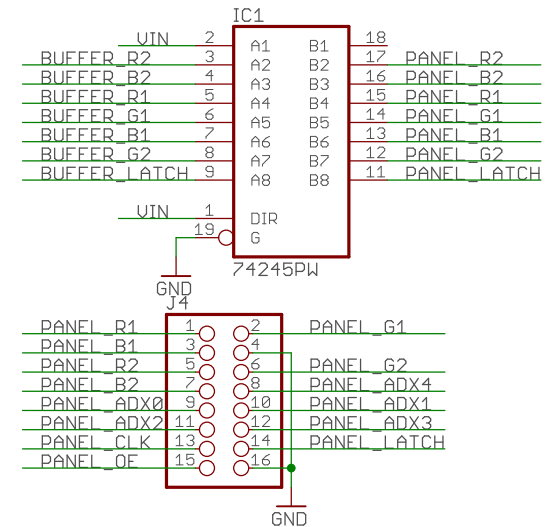 IC1
VIN 2 A1 B1 18
BUFFER_R2 3 A2 B2 17 PANEL_R2
BUFFER_B2 4 A3 B3 16 PANEL_B2
BUFFER_R1 5 A4 B4 15 PANEL_R1
BUFFER_G1 6 A5 B5 14 PANEL_G1
BUFFER_B1 7 A6 B6 13 PANEL_B1
BUFFER_G2 8 A7 B7 12 PANEL_G2
BUFFER_LATCH 9 A8 B8 11 PANEL_LATCH
VIN 1 DIR
19 G
74245PW
GND
J4
PANEL_R1 1 2 PANEL_G1
PANEL_B1 3 4
PANEL_R2 5 6 PANEL_G2
PANEL_B2 7 8 PANEL_ADX4
PANEL_ADX0 9 10 PANEL_ADX1
PANEL_ADX2 11 12 PANEL_ADX3
PANEL_CLK 13 14 PANEL_LATCH
PANEL_OE 15 16
GND